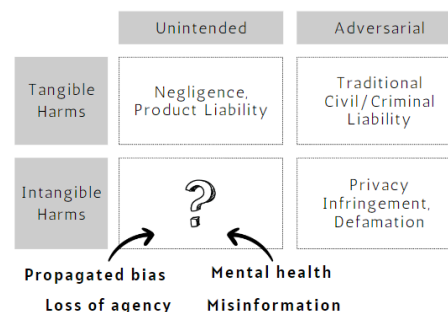 Unintended
Adversarial
Tangible
Harms
Negligence,
Product Liability
Traditional
Civil/Criminal
Liability
Intangible
Harms
?
Privacy
Infringement,
Defamation
Propagated bias
Mental health
Loss of agency
Misinformation